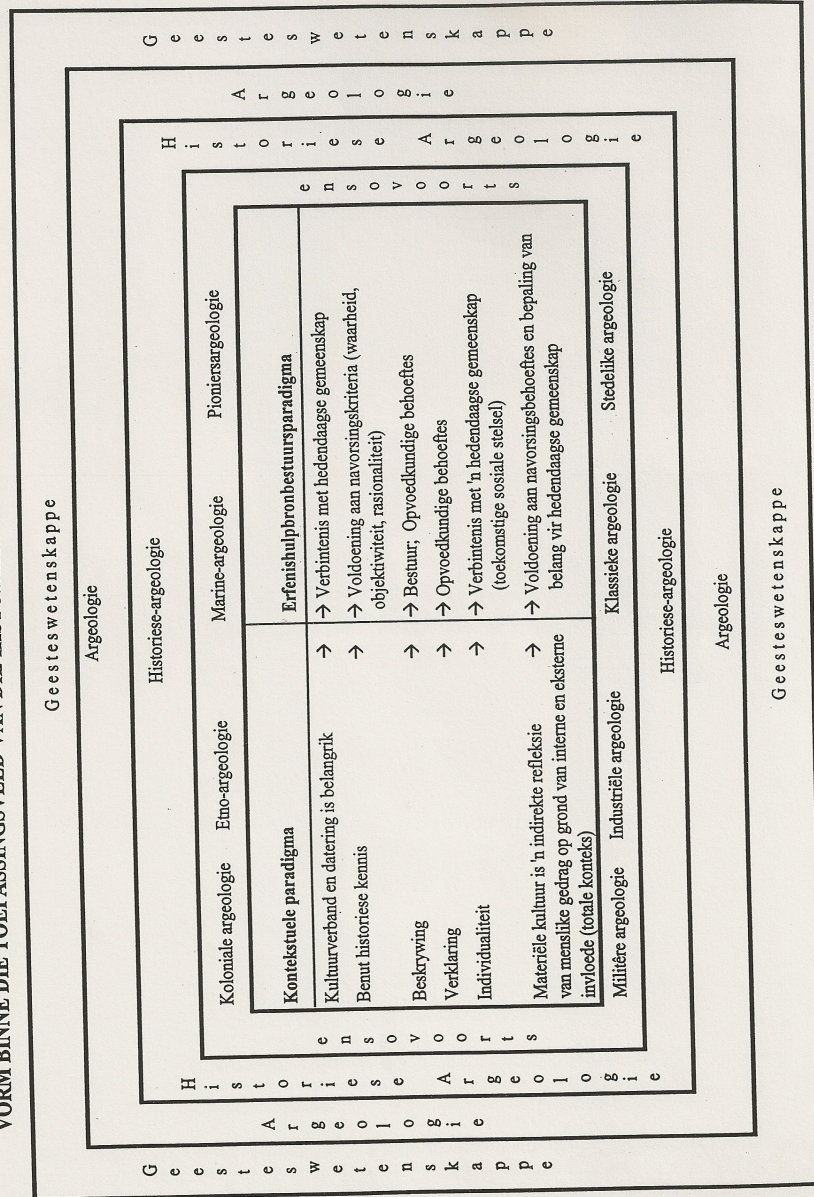 VORM BINNE DIE TOEPASSINGSVELD VAN DIE
Geesteswetenskappe
Argeologie
Historiese-argeologie
Koloniale argeologie Etno-argeologie Marine-argeologie Pioniersargeologie
Geesteswetenskappe
Argeologie
Historiese Argeologie
ensovoorts
Kontekstuele paradigma Erfenishulpbronbestuursparadigma
Kultuurverband en datering is belangrik → → Verbintenis met hedendaagse gemeenskap
Benut historiese kennis → → Voldoening aan navorsingskriteria (waarheid,
objektiwiteit, rasionaliteit)
Beskrywing → → Bestuur; Opvoedkundige behoeftes
Verklaring → → Opvoedkundige behoeftes
Individualiteit → → Verbintenis met 'n hedendaagse gemeenskap
(toekomstige sosiale stelsel)
Materiële kultuur is 'n indirekte refleksie → → Voldoening aan navorsingsbehoeftes en bepaling van
van menslike gedrag op grond van interne en eksterne belang vir hedendaagse gemeenskap
invloede (totale konteks)
ensovoorts
Historiese Argeologie
Argeologie
Geesteswetenskappe
Militêre argeologie Industriële argeologie Klassieke argeologie Stedelike argeologie
Historiese-argeologie
Argeologie
Geesteswetenskappe